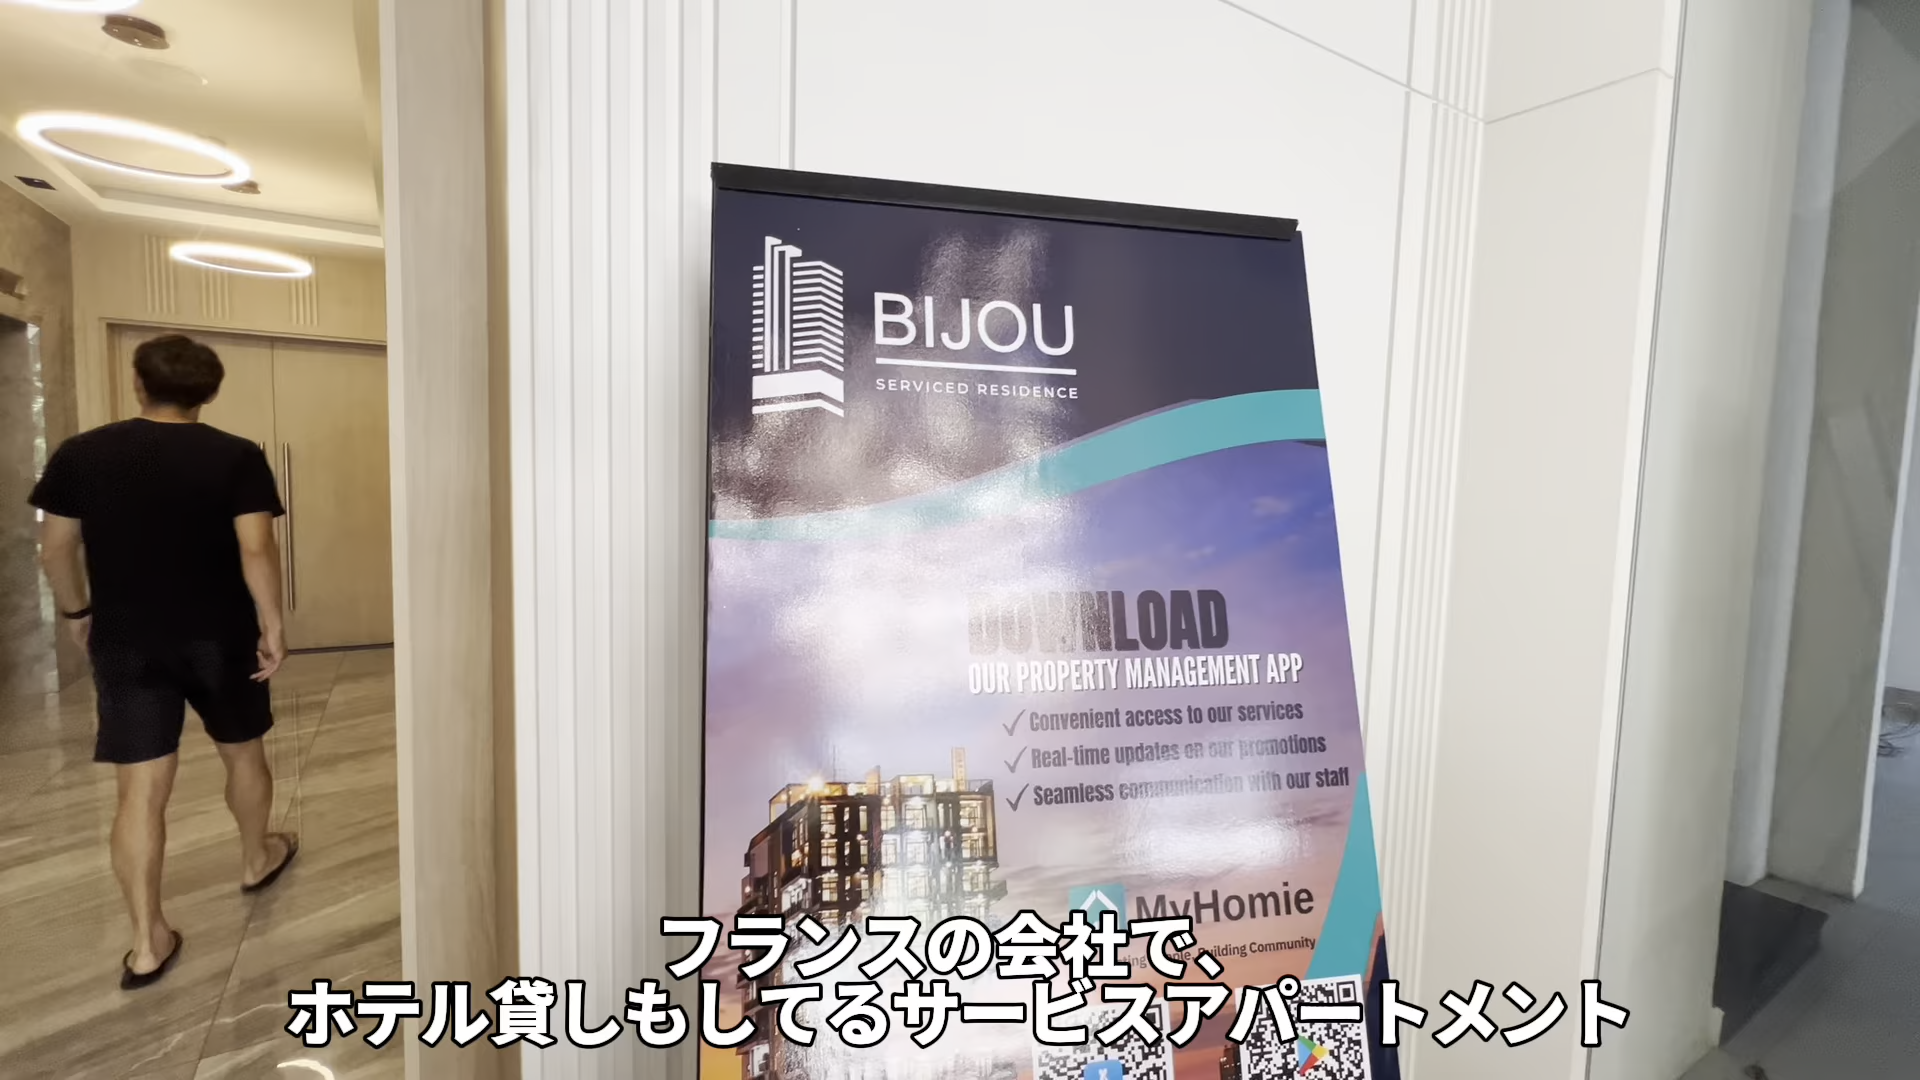 BIJOU
SERVICED RESIDENCE
DOWNLOAD
OUR PROPERTY MANAGEMENT APP
Convenient access to our services
Real-time updates on our promotions
Seamless communication with our staff
MyHomie
Building Community
フランスの会社で、
ホテル貸しもしてるサービスアパートメント